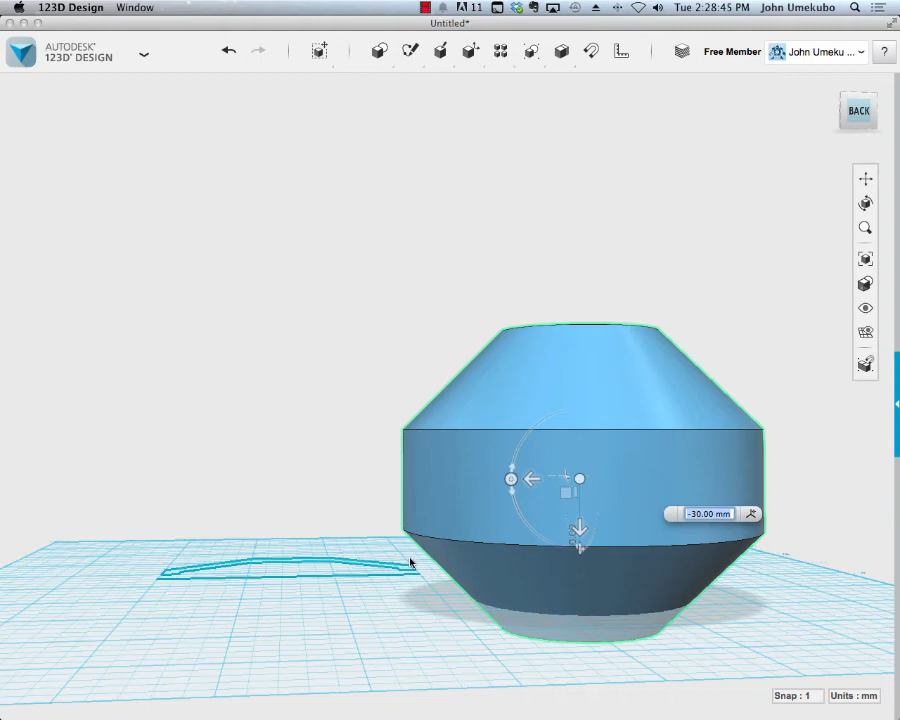 123D Design Window 11 Tue 2:28:45 PM John Umekubo
Untitled*
AUTODESK®
123D® DESIGN
Free Member John Umeku ... ?
BACK
-30.00 mm
Snap : 1 Units : mm